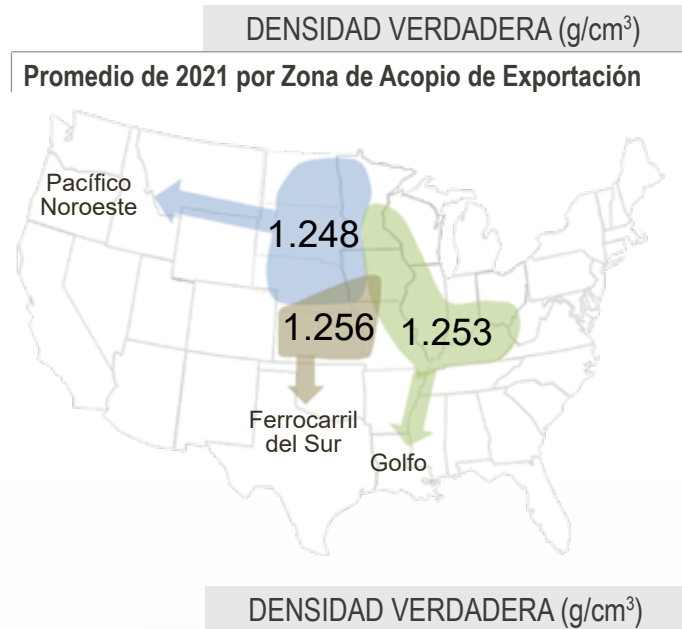 DENSIDAD VERDADERA (g/cm³)
Promedio de 2021 por Zona de Acopio de Exportación
Pacífico
Noroeste
1.248
1.256
1.253
Ferrocarril
del Sur
Golfo
DENSIDAD VERDADERA (g/cm³)